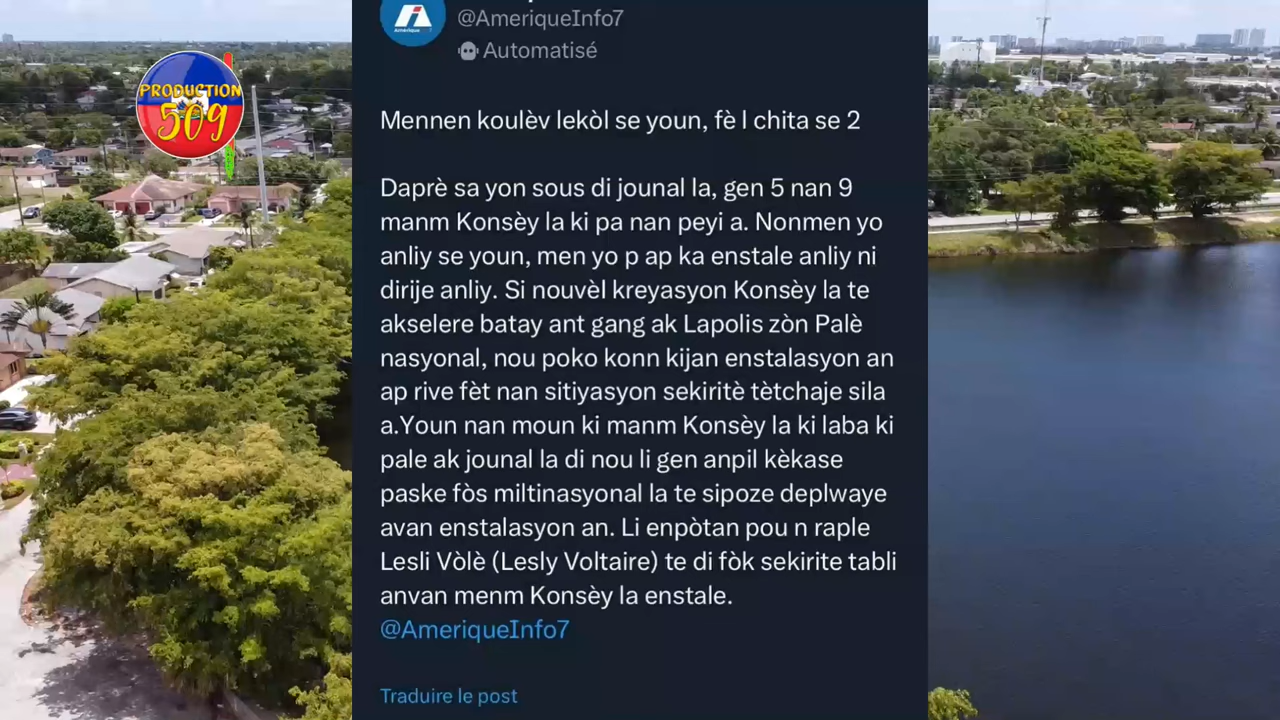 @AmeriqueInfo7
Automatisé
PRODUCTION
509
Mennen koulèv lekòl se youn, fè l chita se 2
Daprè sa yon sous di jounal la, gen 5 nan 9
manm Konsèy la ki pa nan peyi a. Nonmen yo
anliy se youn, men yo p ap ka enstale anliy ni
dirije anliy. Si nouvèl kreyasyon Konsèy la te
akselere batay ant gang ak Lapolis zòn Palè
nasyonal, nou poko konn kijan enstalasyon an
ap rive fèt nan sitiyasyon sekiritè tètchaje sila
a.Youn nan moun ki manm Konsèy la ki laba ki
pale ak jounal la di nou li gen anpil kèkase
paske fòs miltinasyonal la te sipoze deplwaye
avan enstalasyon an. Li enpòtan pou n raple
Lesli Vòlè (Lesly Voltaire) te di fòk sekirite tabli
anvan menm Konsèy la enstale.
@AmeriqueInfo7
Traduire le post